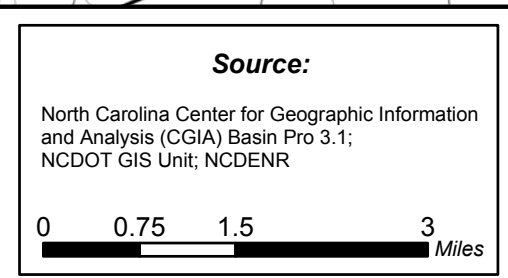 Source:
North Carolina Center for Geographic Information
and Analysis (CGIA) Basin Pro 3.1;
NCDOT GIS Unit; NCDENR
0 0.75 1.5 3
Miles